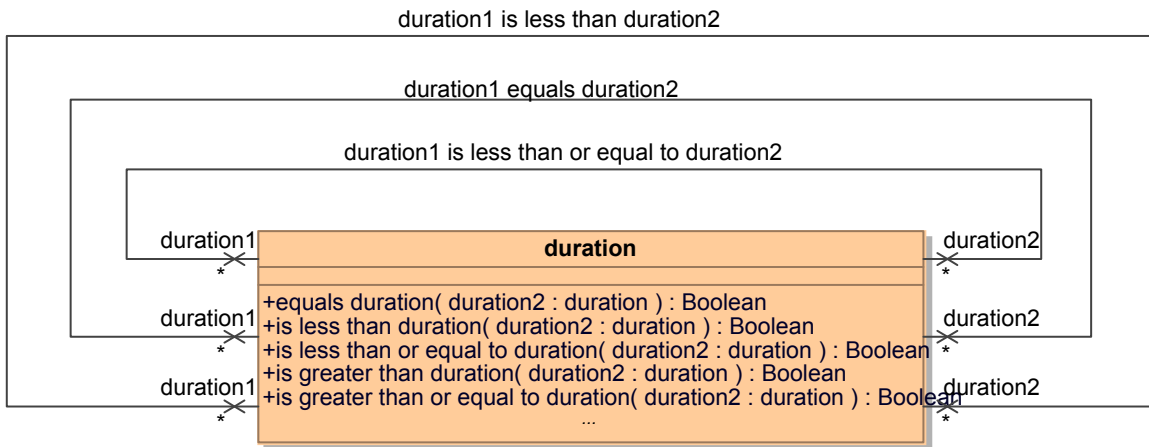 duration1 is less than duration2
duration1 equals duration2
duration1 is less than or equal to duration2
duration1
*
duration
duration2
*
+equals duration( duration2 : duration ) : Boolean
duration1
*
+is less than duration( duration2 : duration ) : Boolean
duration2
*
+is less than or equal to duration( duration2 : duration ) : Boolean
+is greater than duration( duration2 : duration ) : Boolean
duration1
*
+is greater than or equal to duration( duration2 : duration ) : Boolean
duration2
*
...